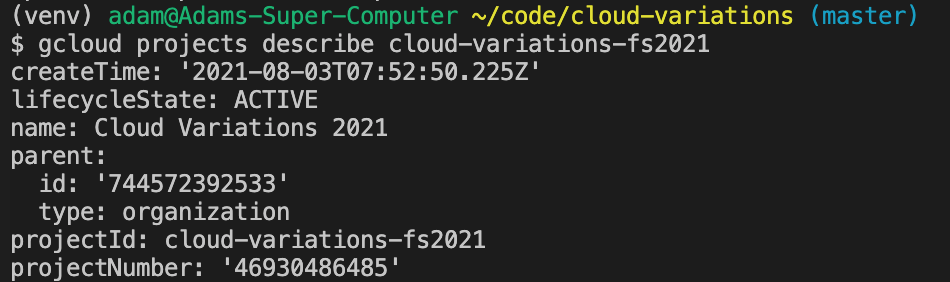 (venv) adam@Adams-Super-Computer ~/code/cloud-variations (master)
$ gcloud projects describe cloud-variations-fs2021
createTime: '2021-08-03T07:52:50.225Z'
lifecycleState: ACTIVE
name: Cloud Variations 2021
parent:
  id: '744572392533'
  type: organization
projectId: cloud-variations-fs2021
projectNumber: '46930486485'